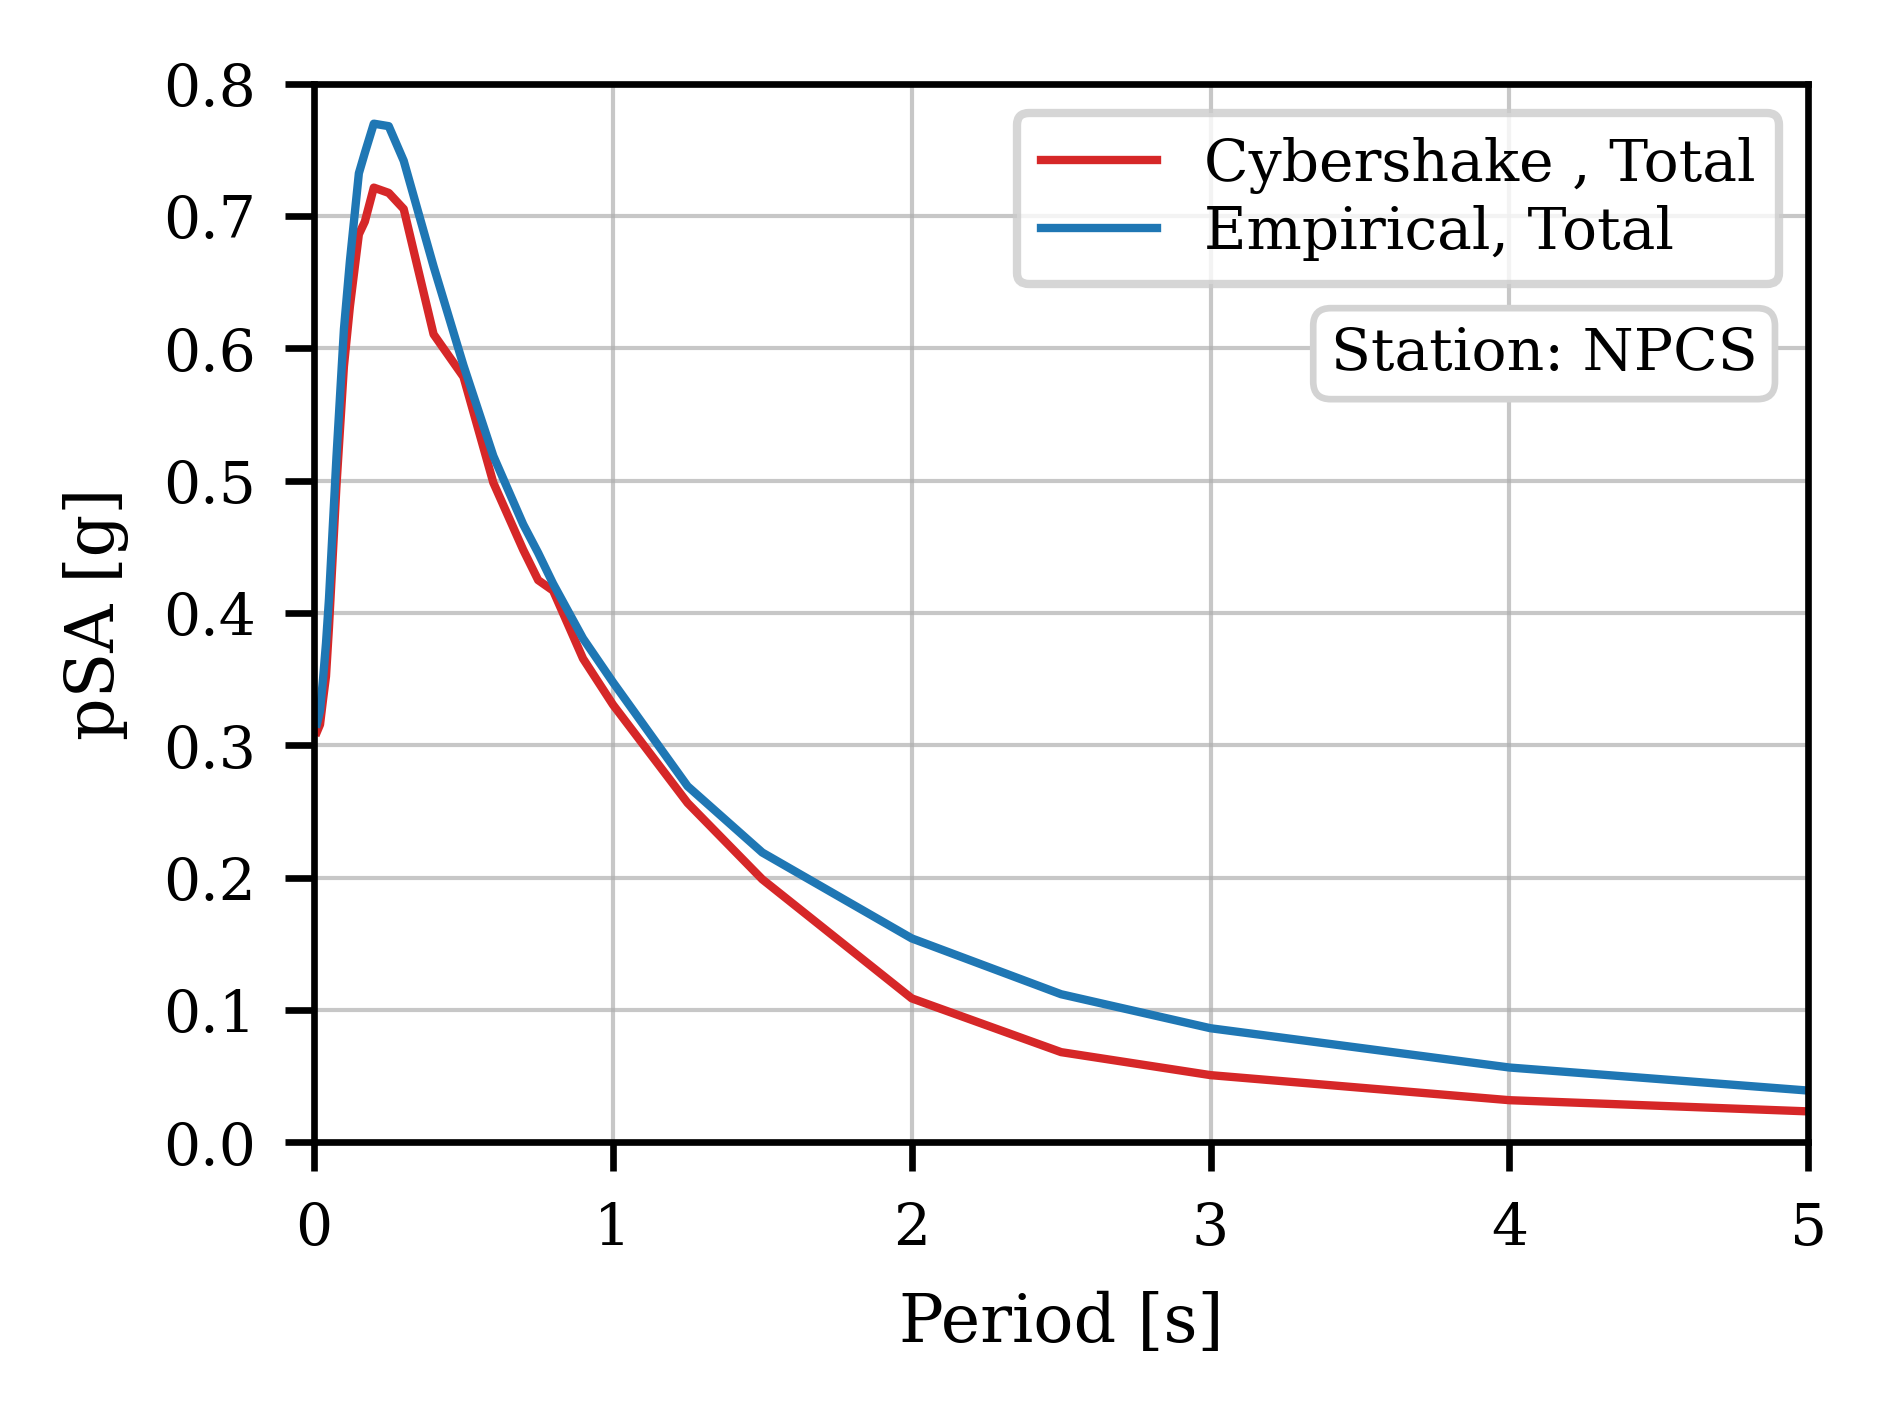 0.8
0.7
0.6
0.5
0.4
0.3
0.2
0.1
0.0
pSA [g]
Cybershake , Total
Empirical, Total
Station: NPCS
0 1 2 3 4 5
Period [s]